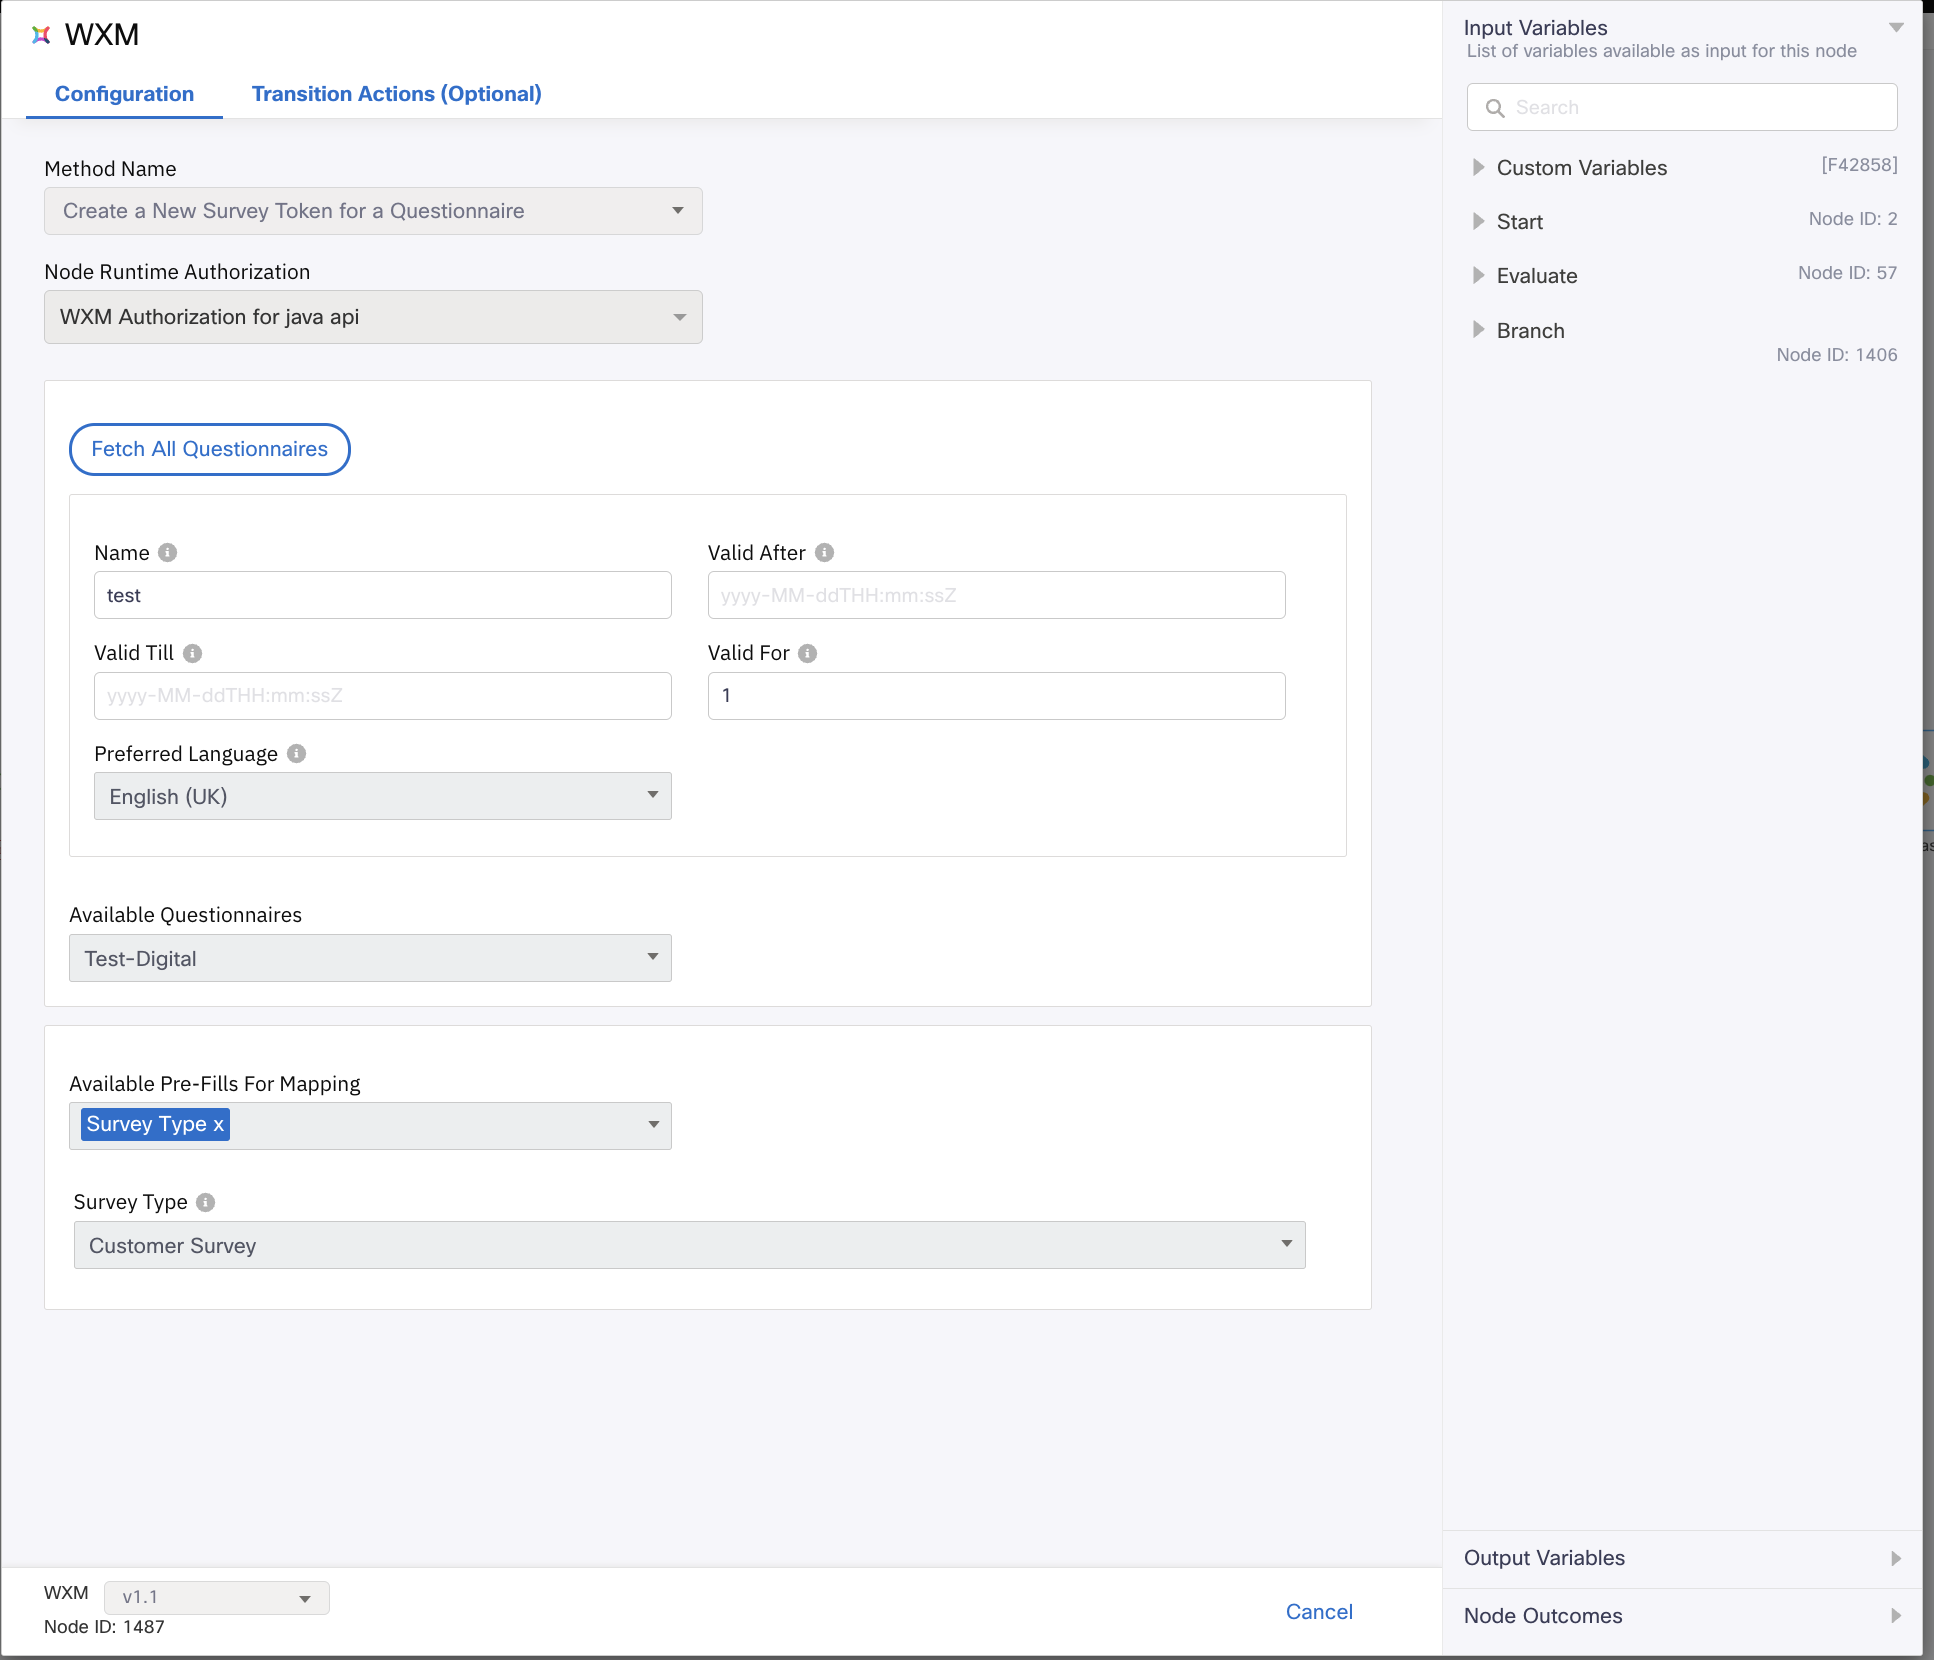 WXM
Configuration
Transition Actions (Optional)
Method Name
Create a New Survey Token for a Questionnaire
Node Runtime Authorization
WXM Authorization for java api
Fetch All Questionnaires
Name
test
Valid After
yyyy-MM-ddTHH:mm:ssZ
Valid Till
yyyy-MM-ddTHH:mm:ssZ
Valid For
1
Preferred Language
English (UK)
Available Questionnaires
Test-Digital
Available Pre-Fills For Mapping
Survey Type x
Survey Type
Customer Survey
WXM
v1.1
Node ID: 1487
Cancel
Input Variables
List of variables available as input for this node
Search
Custom Variables [F42858]
Start Node ID: 2
Evaluate Node ID: 57
Branch
Node ID: 1406
Output Variables
Node Outcomes